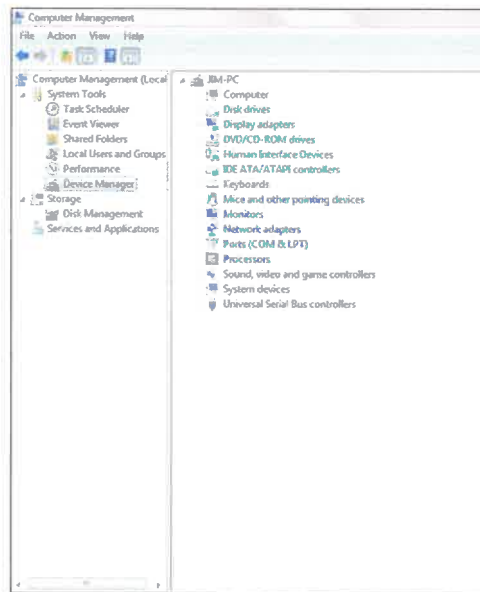 Computer Management
File Action View Help
Computer Management (Local
System Tools
Task Scheduler
Event Viewer
Shared Folders
Local Users and Groups
Performance
Device Manager
Storage
Disk Management
Services and Applications
JIM-PC
Computer
Disk drives
Display adapters
DVD/CD-ROM drives
Human Interface Devices
IDE ATA/ATAPI controllers
Keyboards
Mice and other pointing devices
Monitors
Network adapters
Ports (COM & LPT)
Processors
Sound, video and game controllers
System devices
Universal Serial Bus controllers